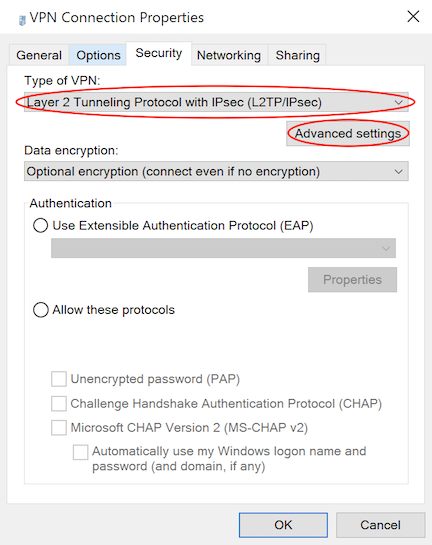 VPN Connection Properties
General Options Security Networking Sharing
Type of VPN:
Layer 2 Tunneling Protocol with IPsec (L2TP/IPsec)
Advanced settings
Data encryption:
Optional encryption (connect even if no encryption)
Authentication
Use Extensible Authentication Protocol (EAP)
Properties
Allow these protocols
Unencrypted password (PAP)
Challenge Handshake Authentication Protocol (CHAP)
Microsoft CHAP Version 2 (MS-CHAP v2)
Automatically use my Windows logon name and
password (and domain, if any)
OK Cancel